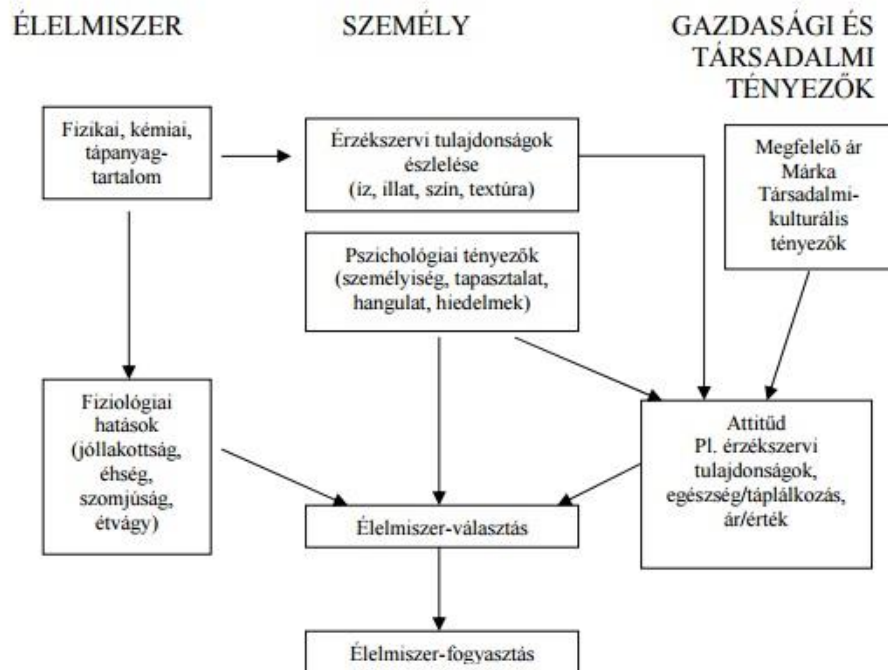 ÉLELMISZER
SZEMÉLY
GAZDASÁGI ÉS
TÁRSADALMI
TÉNYEZŐK
Fizikai, kémiai,
tápanyag-
tartalom
Érzékszervi tulajdonságok
észlelése
(íz, illat, szín, textúra)
Megfelelő ár
Márka
Társadalmi-
kulturális
tényezők
Pszichológiai tényezők
(személyiség, tapasztalat,
hangulat, hiedelmek)
Fiziológiai
hatások
(jóllakottság,
éhség,
szomjúság,
étvágy)
Attitűd
Pl. érzékszervi
tulajdonságok,
egészség/táplálkozás,
ár/érték
Élelmiszer-választás
Élelmiszer-fogyasztás